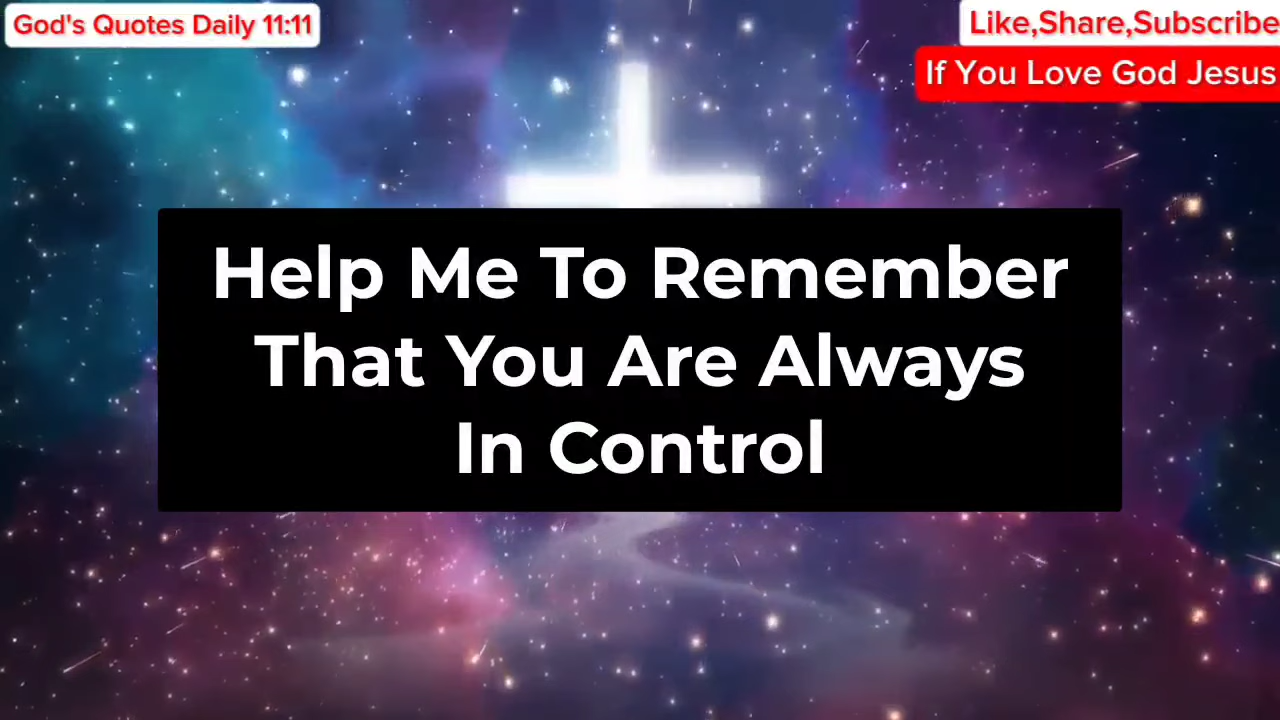 God's Quotes Daily 11:11
Like,Share,Subscribe
If You Love God Jesus
Help Me To Remember
That You Are Always
In Control